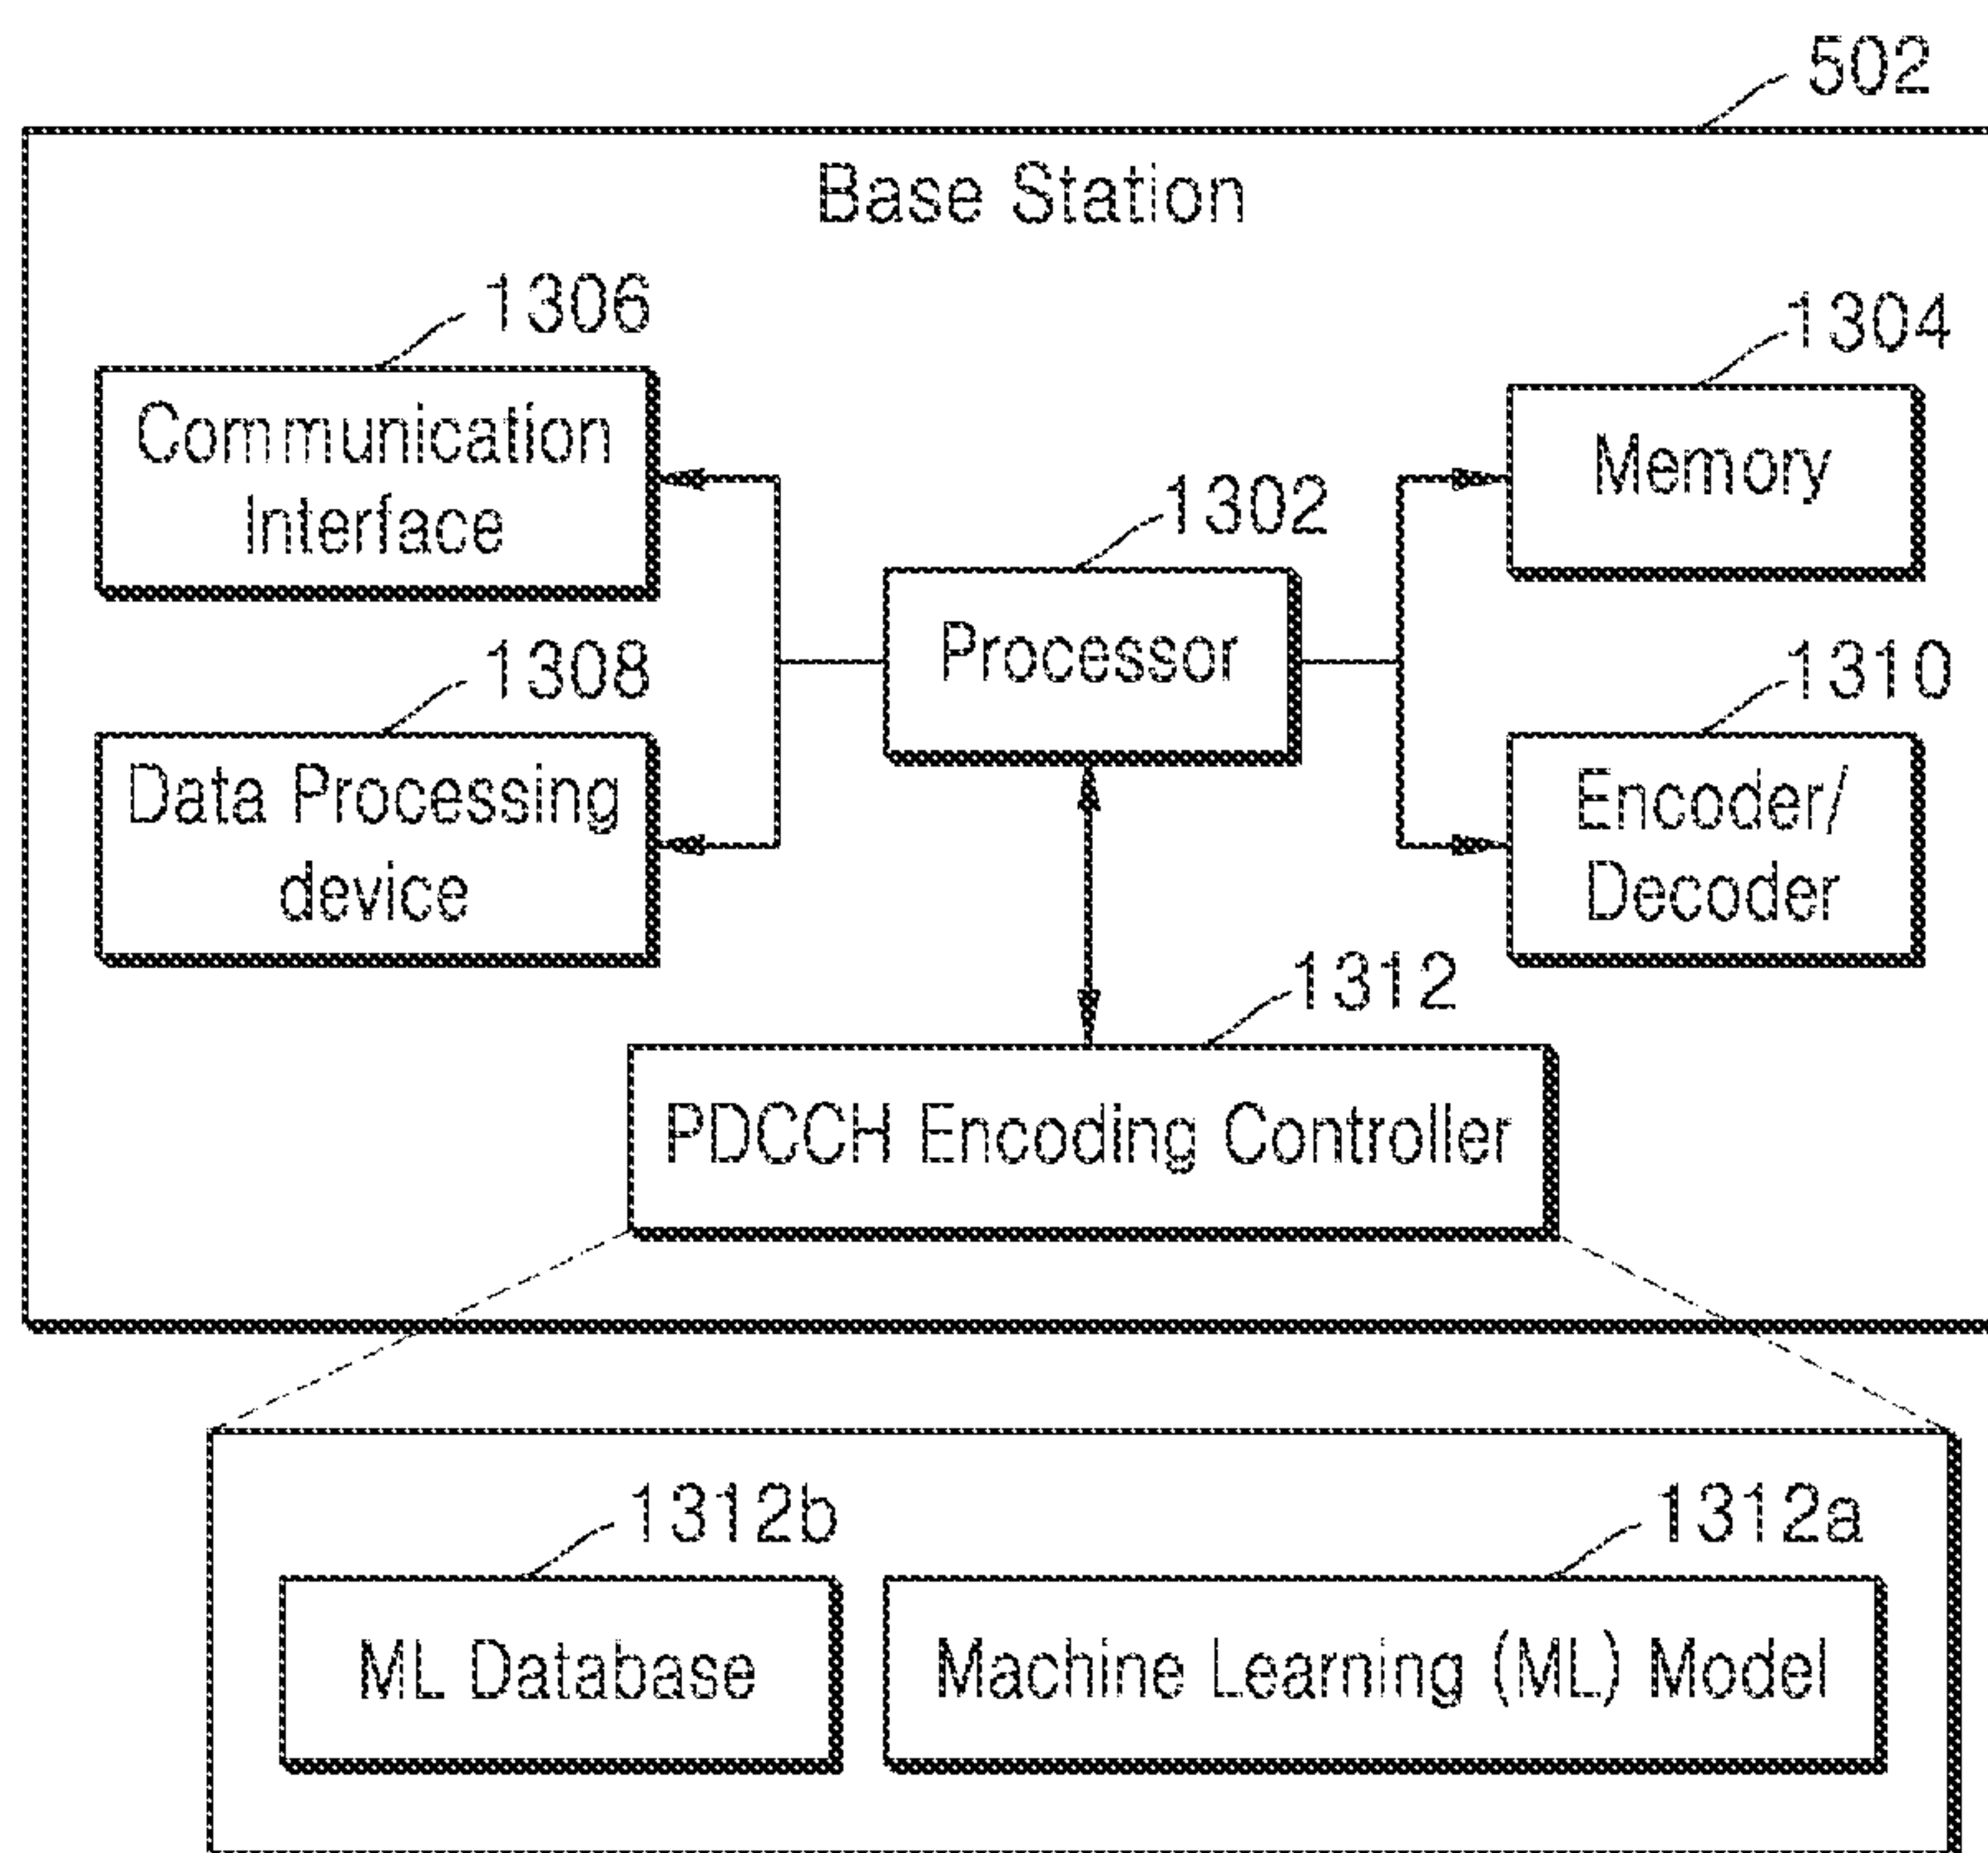 502
Base Station
1306
1304
Communication
Interface
Memory
1302
Processor
1308
1310
Data Processing
device
Encoder/
Decoder
1312
PDCCH Encoding Controller
1312b
1312a
ML Database
Machine Learning (ML) Model